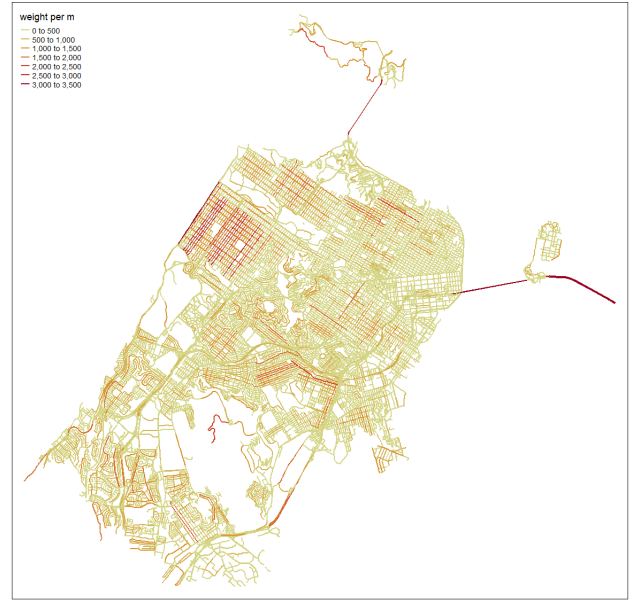 weight per m
0 to 500
500 to 1,000
1,000 to 1,500
1,500 to 2,000
2,000 to 2,500
2,500 to 3,000
3,000 to 3,500